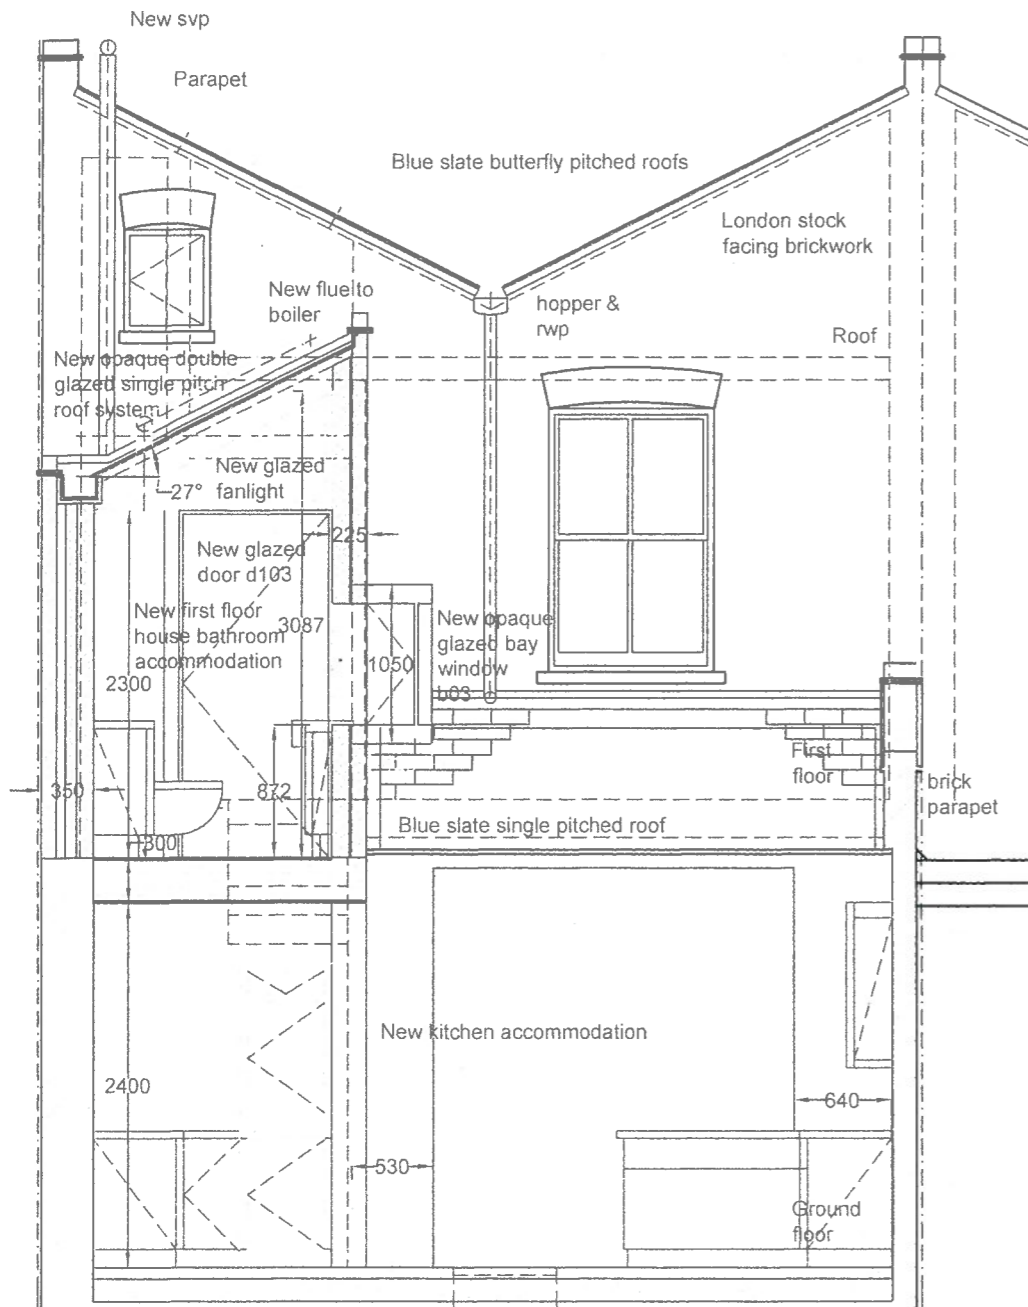 New svp
Parapet
Blue slate butterfly pitched roofs
London stock
facing brickwork
New flue to
boiler
hopper &
rwp
Roof
New opaque double
glazed single pitch
roof system
New glazed
fanlight
27°
225
New glazed
door d103
New first floor
house bathroom
accommodation
3087
New opaque
glazed bay
window
b03
1050
2300
First
floor
350
872
brick
parapet
Blue slate single pitched roof
300
New kitchen accommodation
2400
640
530
Ground
floor